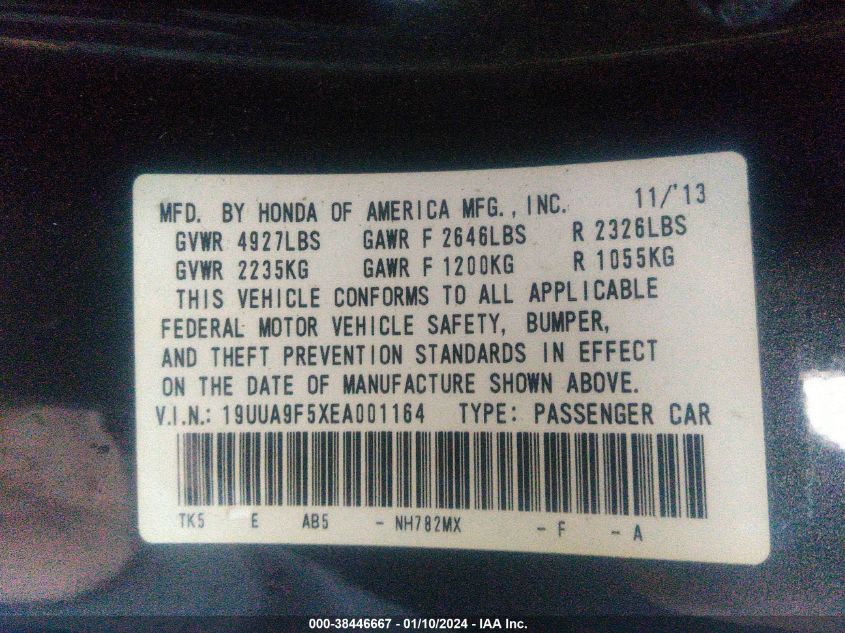 MFD. BY HONDA OF AMERICA MFG., INC. 11/'13
GVWR 4927LBS GAWR F 2646LBS R 2326LBS
GVWR 2235KG GAWR F 1200KG R 1055KG
THIS VEHICLE CONFORMS TO ALL APPLICABLE
FEDERAL MOTOR VEHICLE SAFETY, BUMPER,
AND THEFT PREVENTION STANDARDS IN EFFECT
ON THE DATE OF MANUFACTURE SHOWN ABOVE.
V.I.N.: 19UUA9F5XEA001164 TYPE: PASSENGER CAR
TK5 E AB5 - NH782MX - F - A
000-38446667 - 01/10/2024 - IAA Inc.